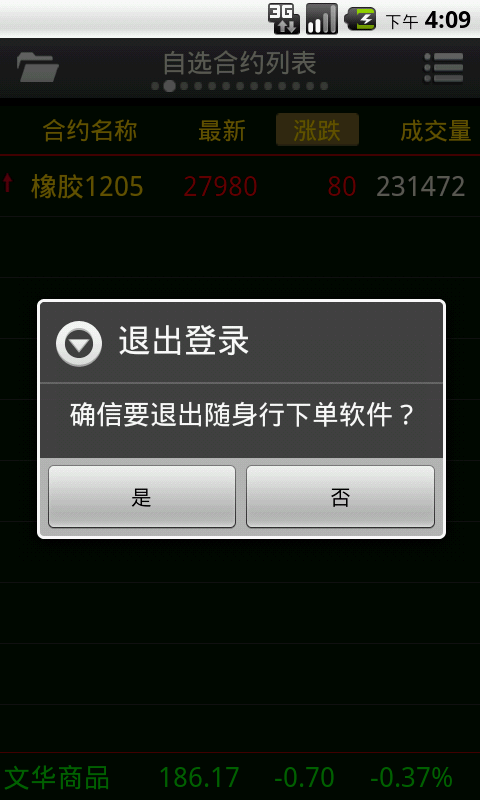 3G 下午 4:09
自选合约列表
合约名称 最新 涨跌 成交量
橡胶1205 27980 80 231472
退出登录
确信要退出随身行下单软件？
是 否
文华商品 186.17 -0.70 -0.37%